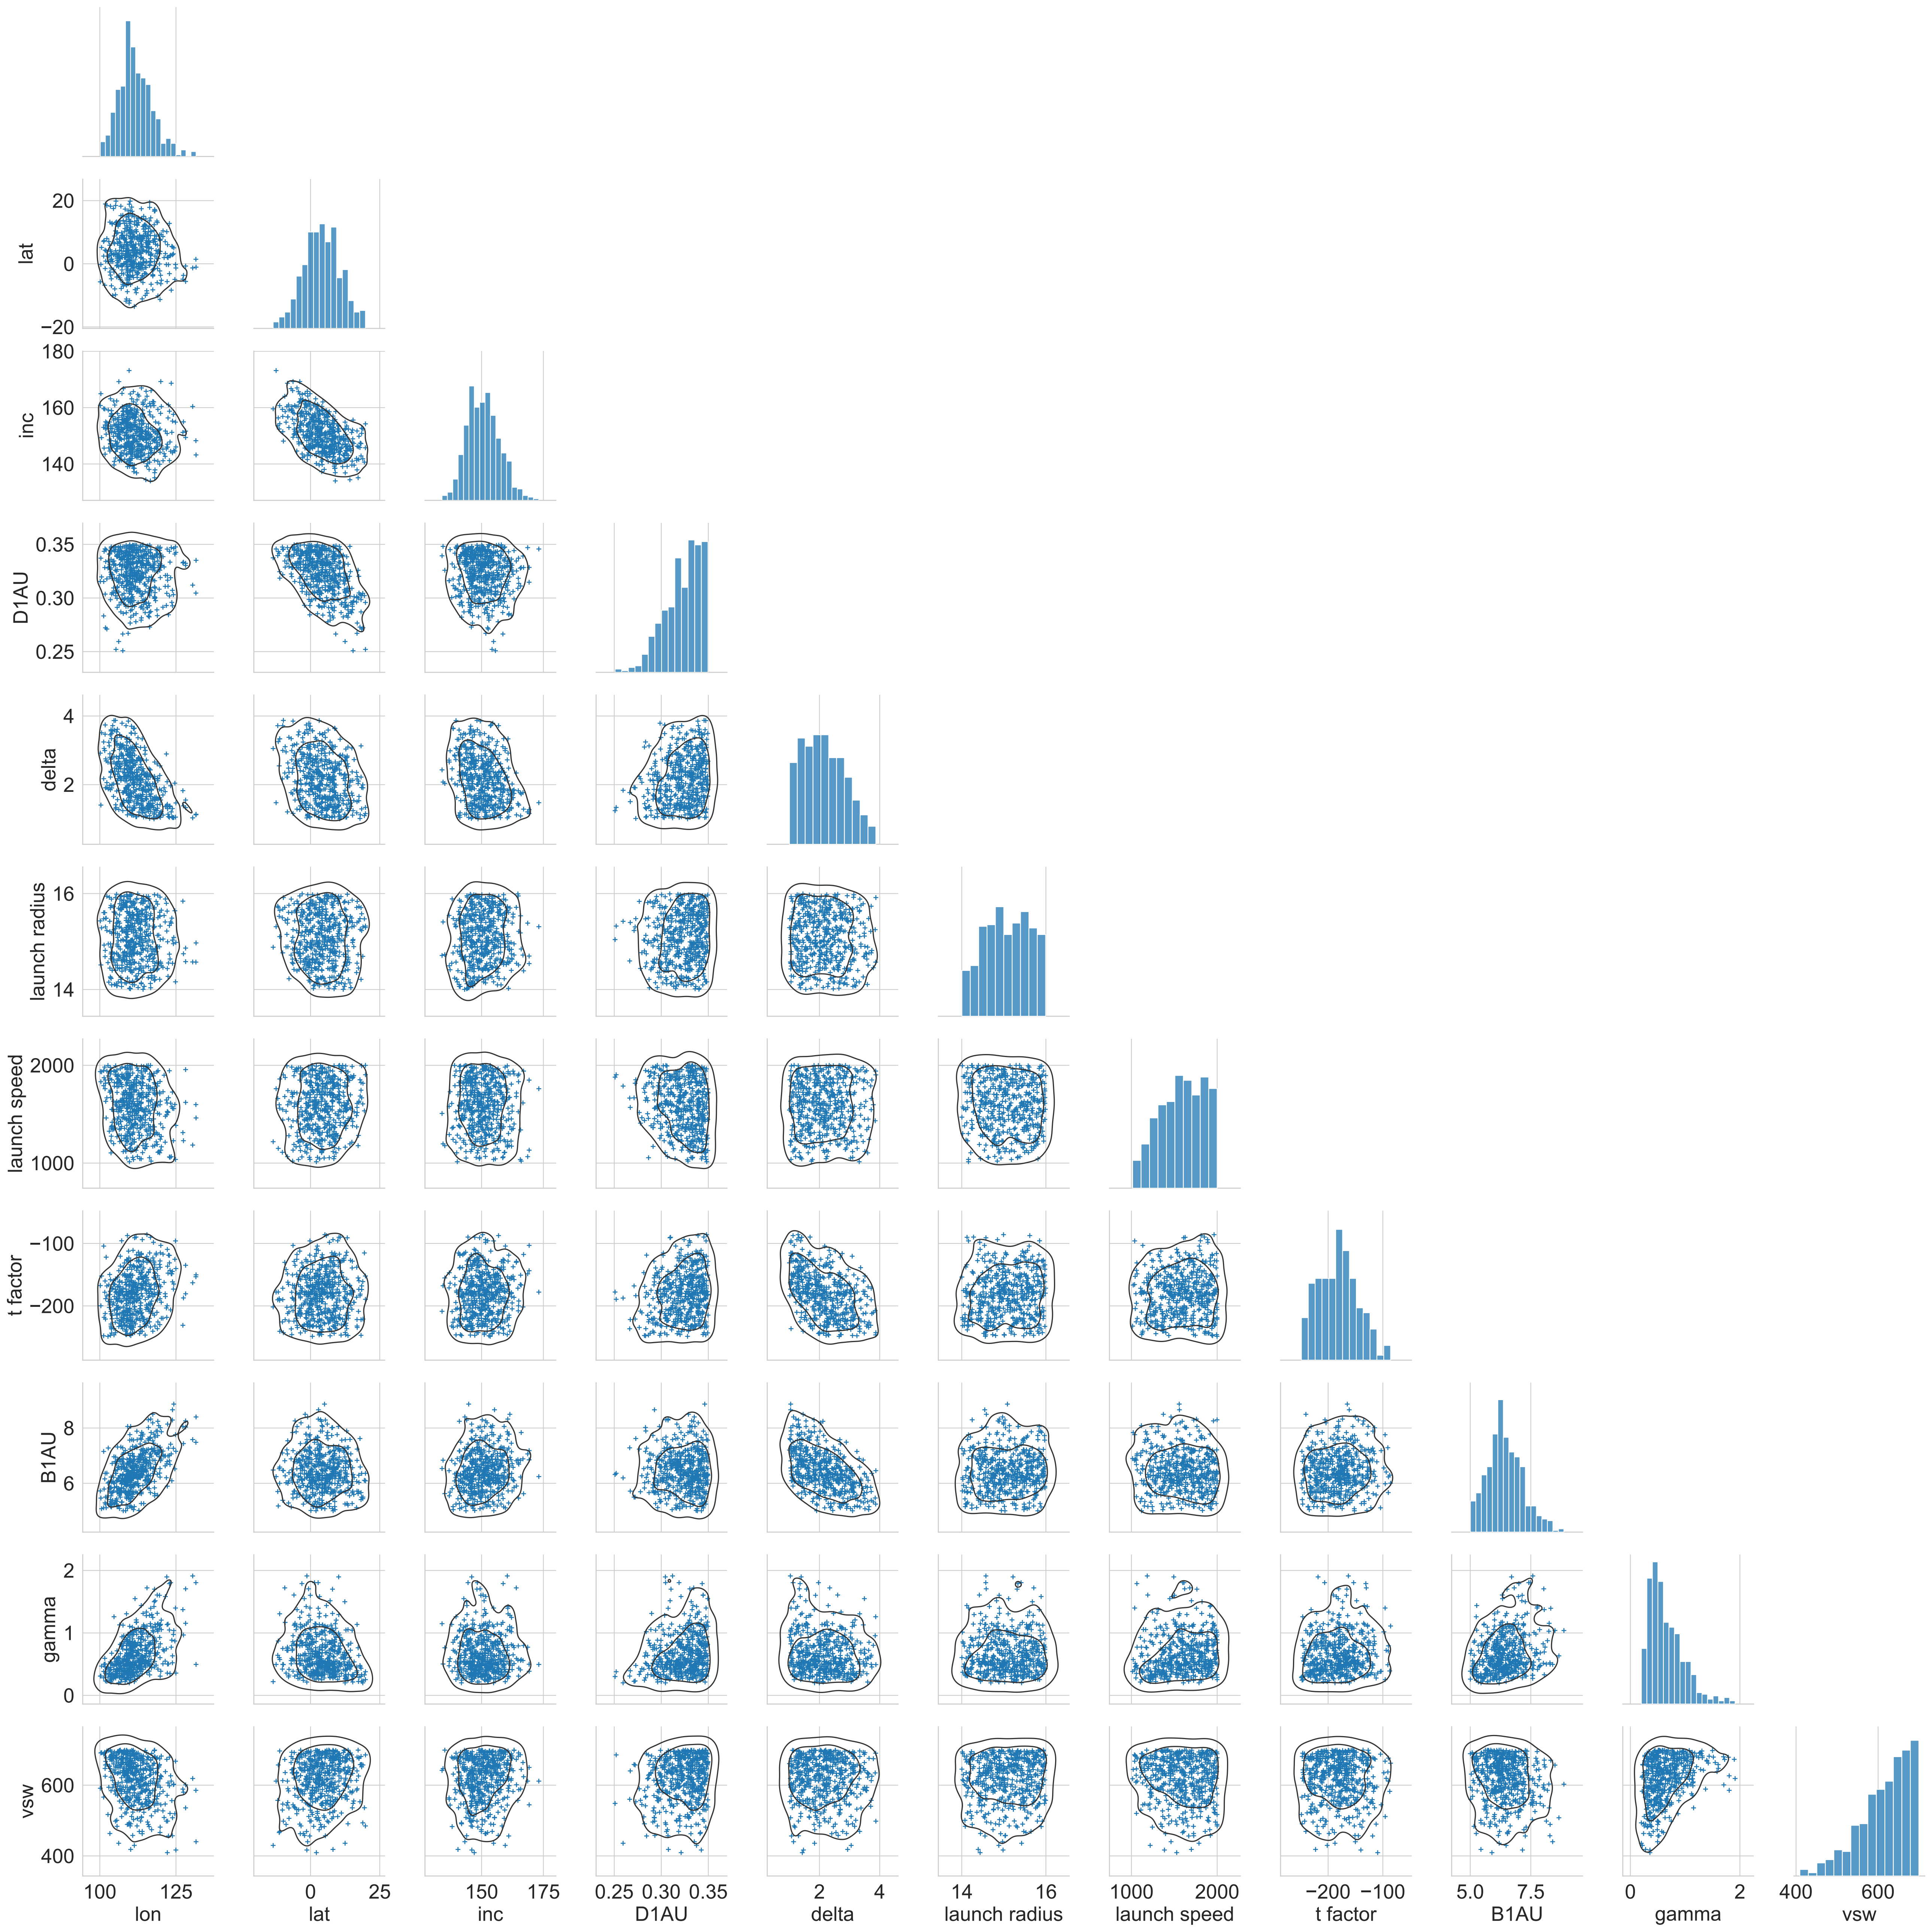 20
0
−20
lat
180
160
140
inc
0.35
0.30
0.25
D1AU
4
2
delta
16
14
launch radius
2000
1000
launch speed
−100
−200
t factor
8
6
B1AU
2
1
0
gamma
600
400
vsw
100 125 0 25 150 175 0.25 0.30 0.35 2 4 14 16 1000 2000 −200 −100 5.0 7.5 0 2 400 600
lon lat inc D1AU delta launch radius launch speed t factor B1AU gamma vsw